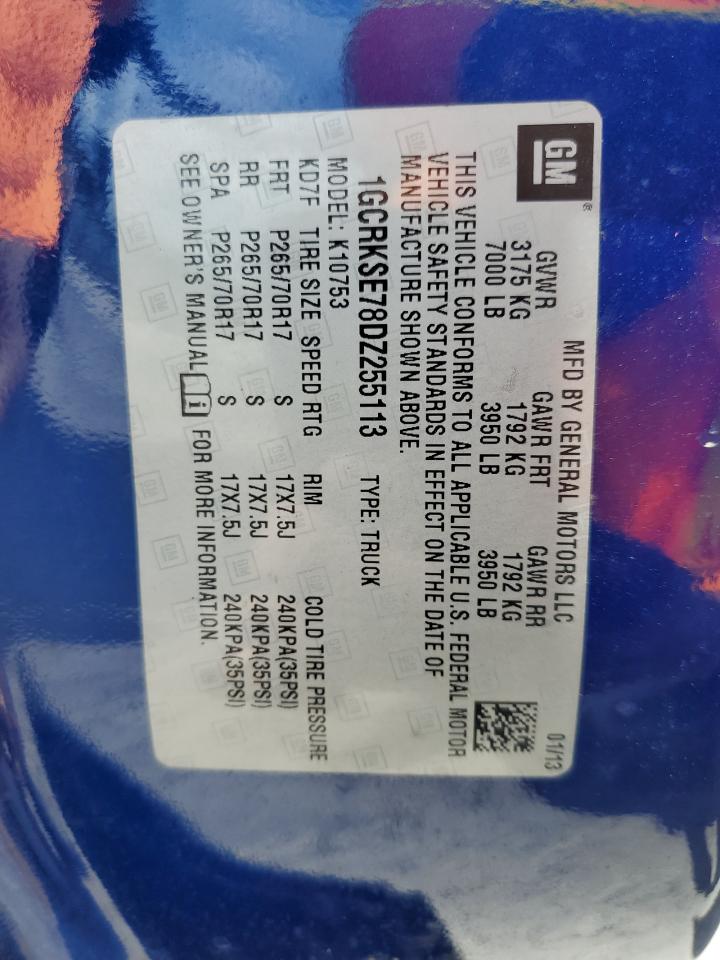 GM ®
MFD BY GENERAL MOTORS LLC 01/13
GVWR GAWR FRT GAWR RR
3175 KG 1792 KG 1792 KG
7000 LB 3950 LB 3950 LB
THIS VEHICLE CONFORMS TO ALL APPLICABLE U.S. FEDERAL MOTOR
VEHICLE SAFETY STANDARDS IN EFFECT ON THE DATE OF
MANUFACTURE SHOWN ABOVE.
1GCRKSE78DZ255113 TYPE: TRUCK
MODEL: K10753
KD7F TIRE SIZE SPEED RTG RIM COLD TIRE PRESSURE
FRT P265/70R17 S 17X7.5J 240KPA(35PSI)
RR P265/70R17 S 17X7.5J 240KPA(35PSI)
SPA P265/70R17 S 17X7.5J 240KPA(35PSI)
SEE OWNER'S MANUAL i FOR MORE INFORMATION.